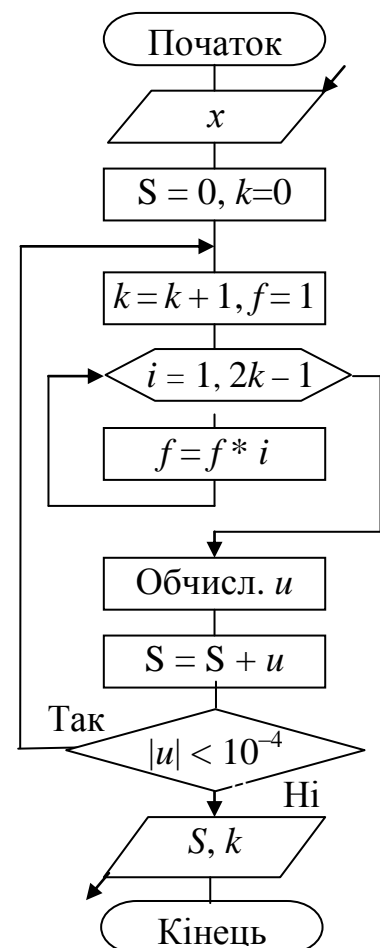 Початок
x
S = 0, k=0
k = k + 1, f = 1
i = 1, 2k – 1
f = f * i
Обчисл. u
S = S + u
Так
|u| < 10⁻⁴
Ні
S, k
Кінець